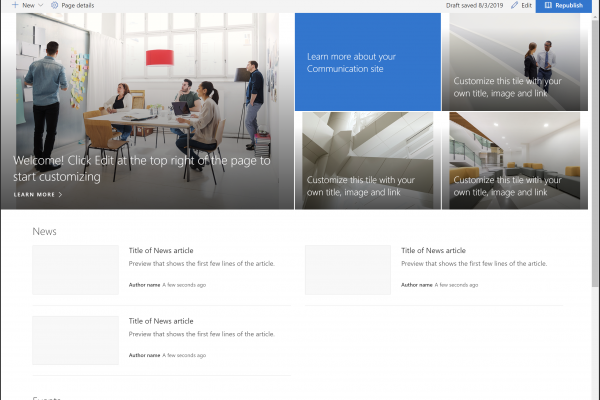 New
Page details
Draft saved 8/3/2019
Edit
Republish
Welcome! Click Edit at the top right of the page to
start customizing
LEARN MORE
Learn more about your
Communication site
Customize this tile with your
own title, image and link
Customize this tile with your
own title, image and link
Customize this tile with your
own title, image and link
News
Title of News article
Preview that shows the first few lines of the article.
Author name A few seconds ago
Title of News article
Preview that shows the first few lines of the article.
Author name A few seconds ago
Title of News article
Preview that shows the first few lines of the article.
Author name A few seconds ago
Events